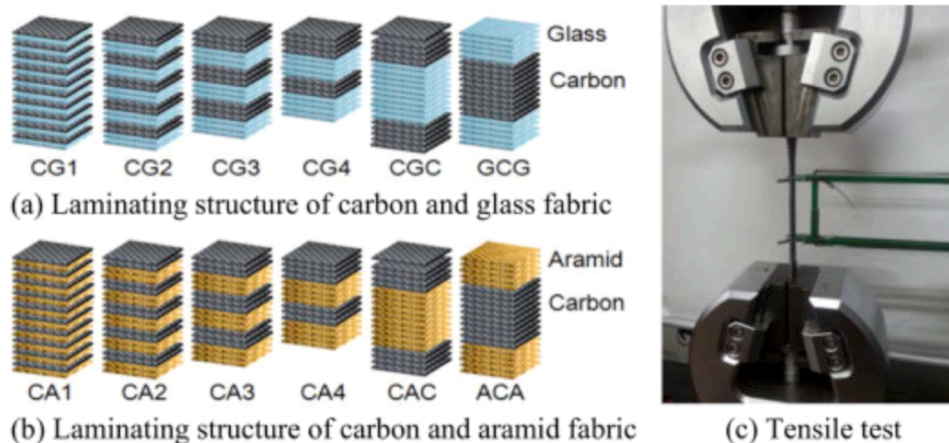 Glass
Carbon
CG1 CG2 CG3 CG4 CGC GCG
(a) Laminating structure of carbon and glass fabric
Aramid
Carbon
CA1 CA2 CA3 CA4 CAC ACA
(b) Laminating structure of carbon and aramid fabric
(c) Tensile test